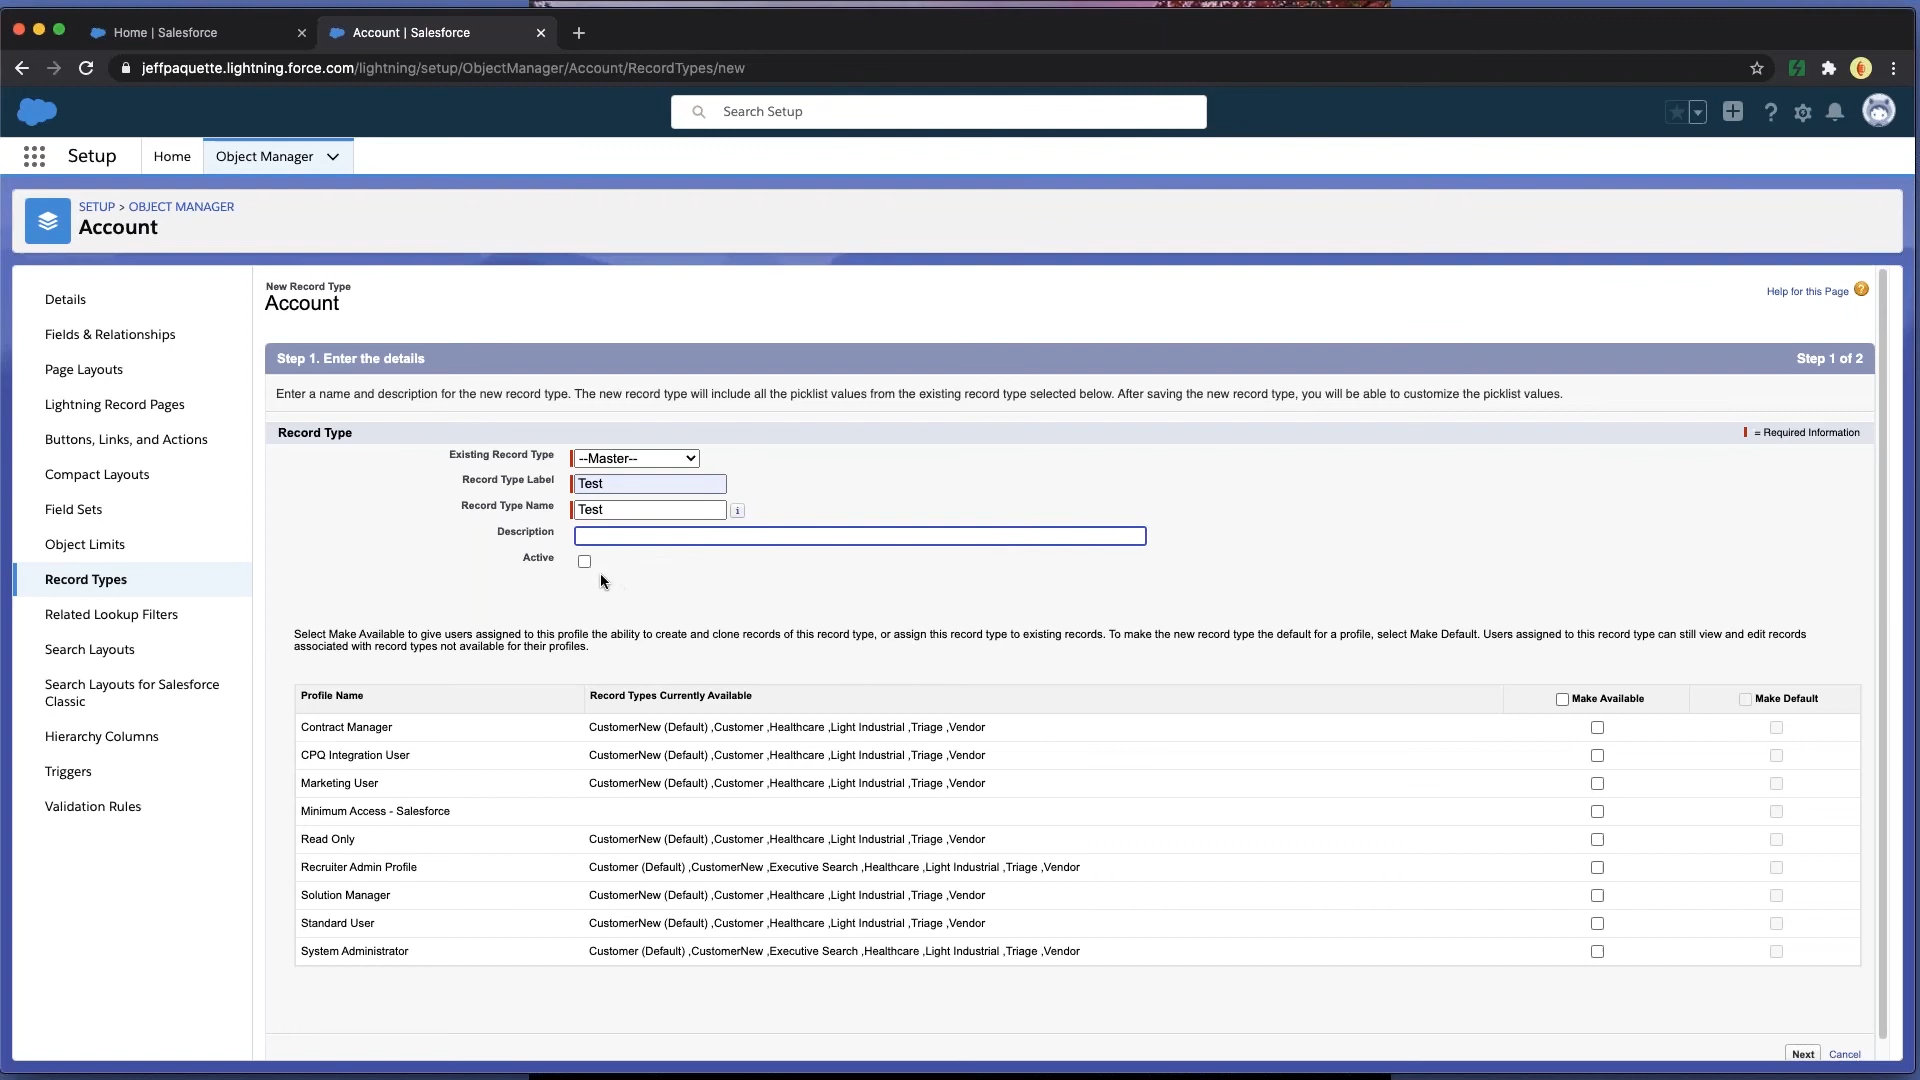 Home | Salesforce
Account | Salesforce
jeffpaquette.lightning.force.com/lightning/setup/ObjectManager/Account/RecordTypes/new
Search Setup
Setup
Home
Object Manager
SETUP > OBJECT MANAGER
Account
Details
Fields & Relationships
Page Layouts
Lightning Record Pages
Buttons, Links, and Actions
Compact Layouts
Field Sets
Object Limits
Record Types
Related Lookup Filters
Search Layouts
Search Layouts for Salesforce
Classic
Hierarchy Columns
Triggers
Validation Rules
New Record Type
Account
Help for this Page
Step 1. Enter the details
Step 1 of 2
Enter a name and description for the new record type. The new record type will include all the picklist values from the existing record type selected below. After saving the new record type, you will be able to customize the picklist values.
Record Type
= Required Information
Existing Record Type --Master--
Record Type Label Test
Record Type Name Test i
Description
Active
Select Make Available to give users assigned to this profile the ability to create and clone records of this record type, or assign this record type to existing records. To make the new record type the default for a profile, select Make Default. Users assigned to this record type can still view and edit records
associated with record types not available for their profiles.
Profile Name Record Types Currently Available Make Available Make Default
Contract Manager CustomerNew (Default) ,Customer ,Healthcare ,Light Industrial ,Triage ,Vendor
CPQ Integration User CustomerNew (Default) ,Customer ,Healthcare ,Light Industrial ,Triage ,Vendor
Marketing User CustomerNew (Default) ,Customer ,Healthcare ,Light Industrial ,Triage ,Vendor
Minimum Access - Salesforce
Read Only CustomerNew (Default) ,Customer ,Healthcare ,Light Industrial ,Triage ,Vendor
Recruiter Admin Profile Customer (Default) ,CustomerNew ,Executive Search ,Healthcare ,Light Industrial ,Triage ,Vendor
Solution Manager CustomerNew (Default) ,Customer ,Healthcare ,Light Industrial ,Triage ,Vendor
Standard User CustomerNew (Default) ,Customer ,Healthcare ,Light Industrial ,Triage ,Vendor
System Administrator Customer (Default) ,CustomerNew ,Executive Search ,Healthcare ,Light Industrial ,Triage ,Vendor
Next Cancel